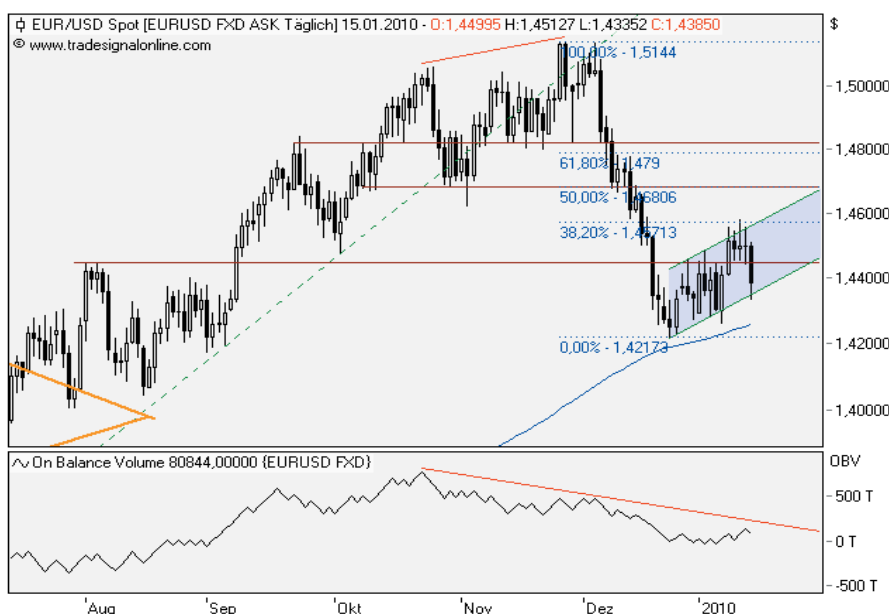 EUR/USD Spot [EURUSD FXD ASK Täglich] 15.01.2010 - O:1,44995 H:1,45127 L:1,43352 C:1,43850
$
© www.tradesignalonline.com
100,00% - 1,5144
1,50000
1,48000
61,80% - 1,479
50,00% - 1,46806
1,46000
38,20% - 1,45713
1,44000
0,00% - 1,42173
1,42000
1,40000
On Balance Volume 80844,00000 {EURUSD FXD}
OBV
500 T
0 T
-500 T
Aug
Sep
Okt
Nov
Dez
2010